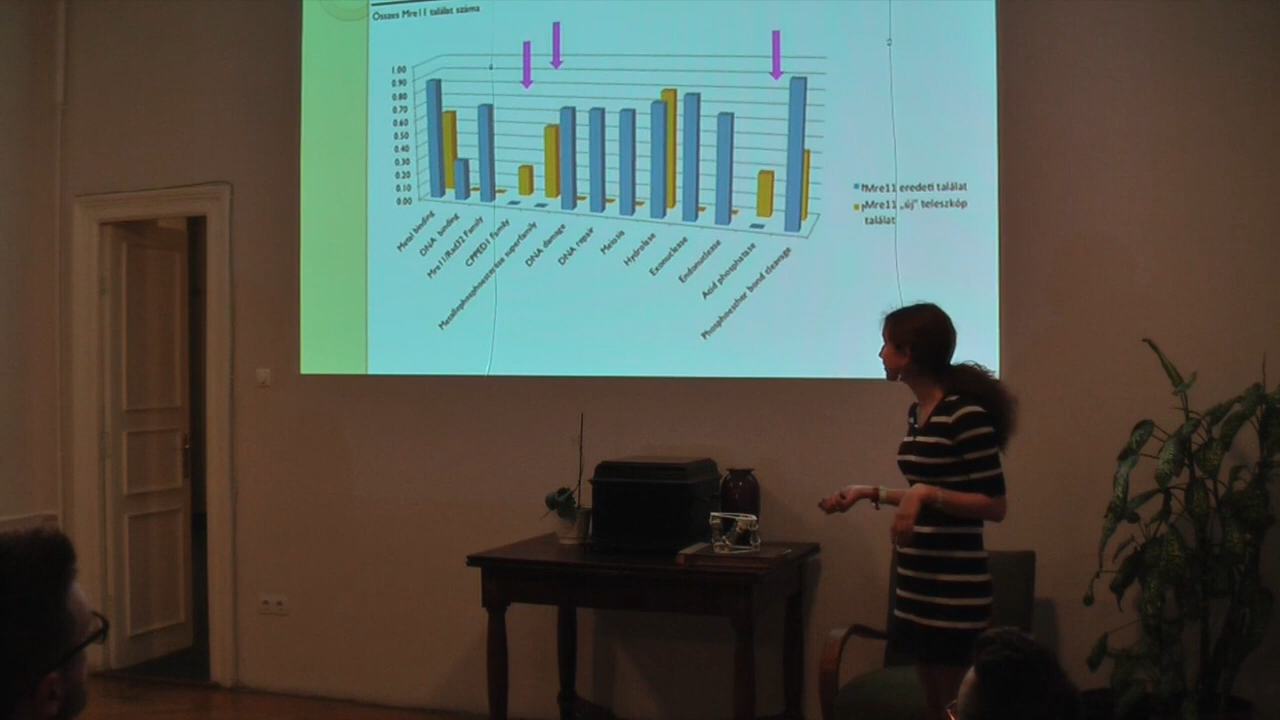 Összes Mre11 találat száma
1.00
0.90
0.80
0.70
0.60
0.50
0.40
0.30
0.20
0.10
0.00
Metal binding
DNA binding
Mre11/Rad32 Family
CPPED1 family
Metallophosphoesterase superfamily
DNA damage
DNA repair
Meiosis
Hydrolase
Exonuclease
Endonuclease
Acid phosphatase
Phosphoesther bond cleavage
Mre11 eredeti találat
Mre11 „új” teleszkóp
találat